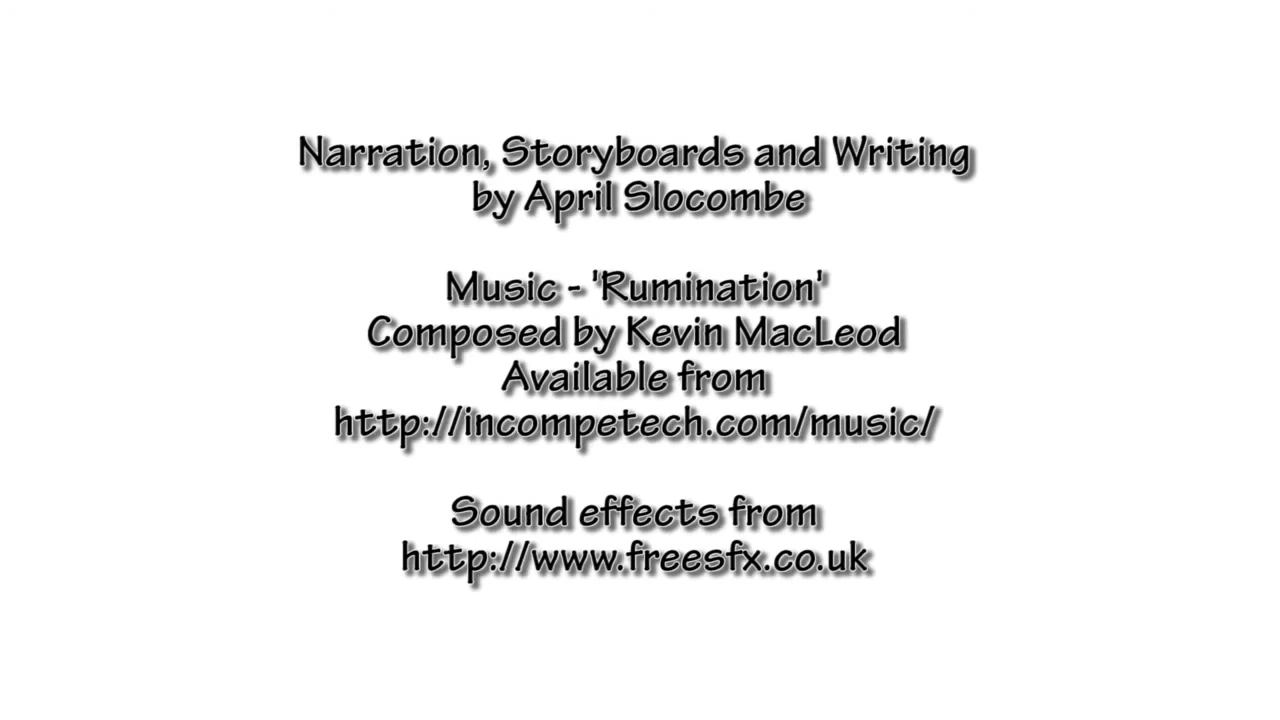 Narration, Storyboards and Writing
by April Slocombe
Music - 'Rumination'
Composed by Kevin MacLeod
Available from
http://incompetech.com/music/
Sound effects from
http://www.freesfx.co.uk